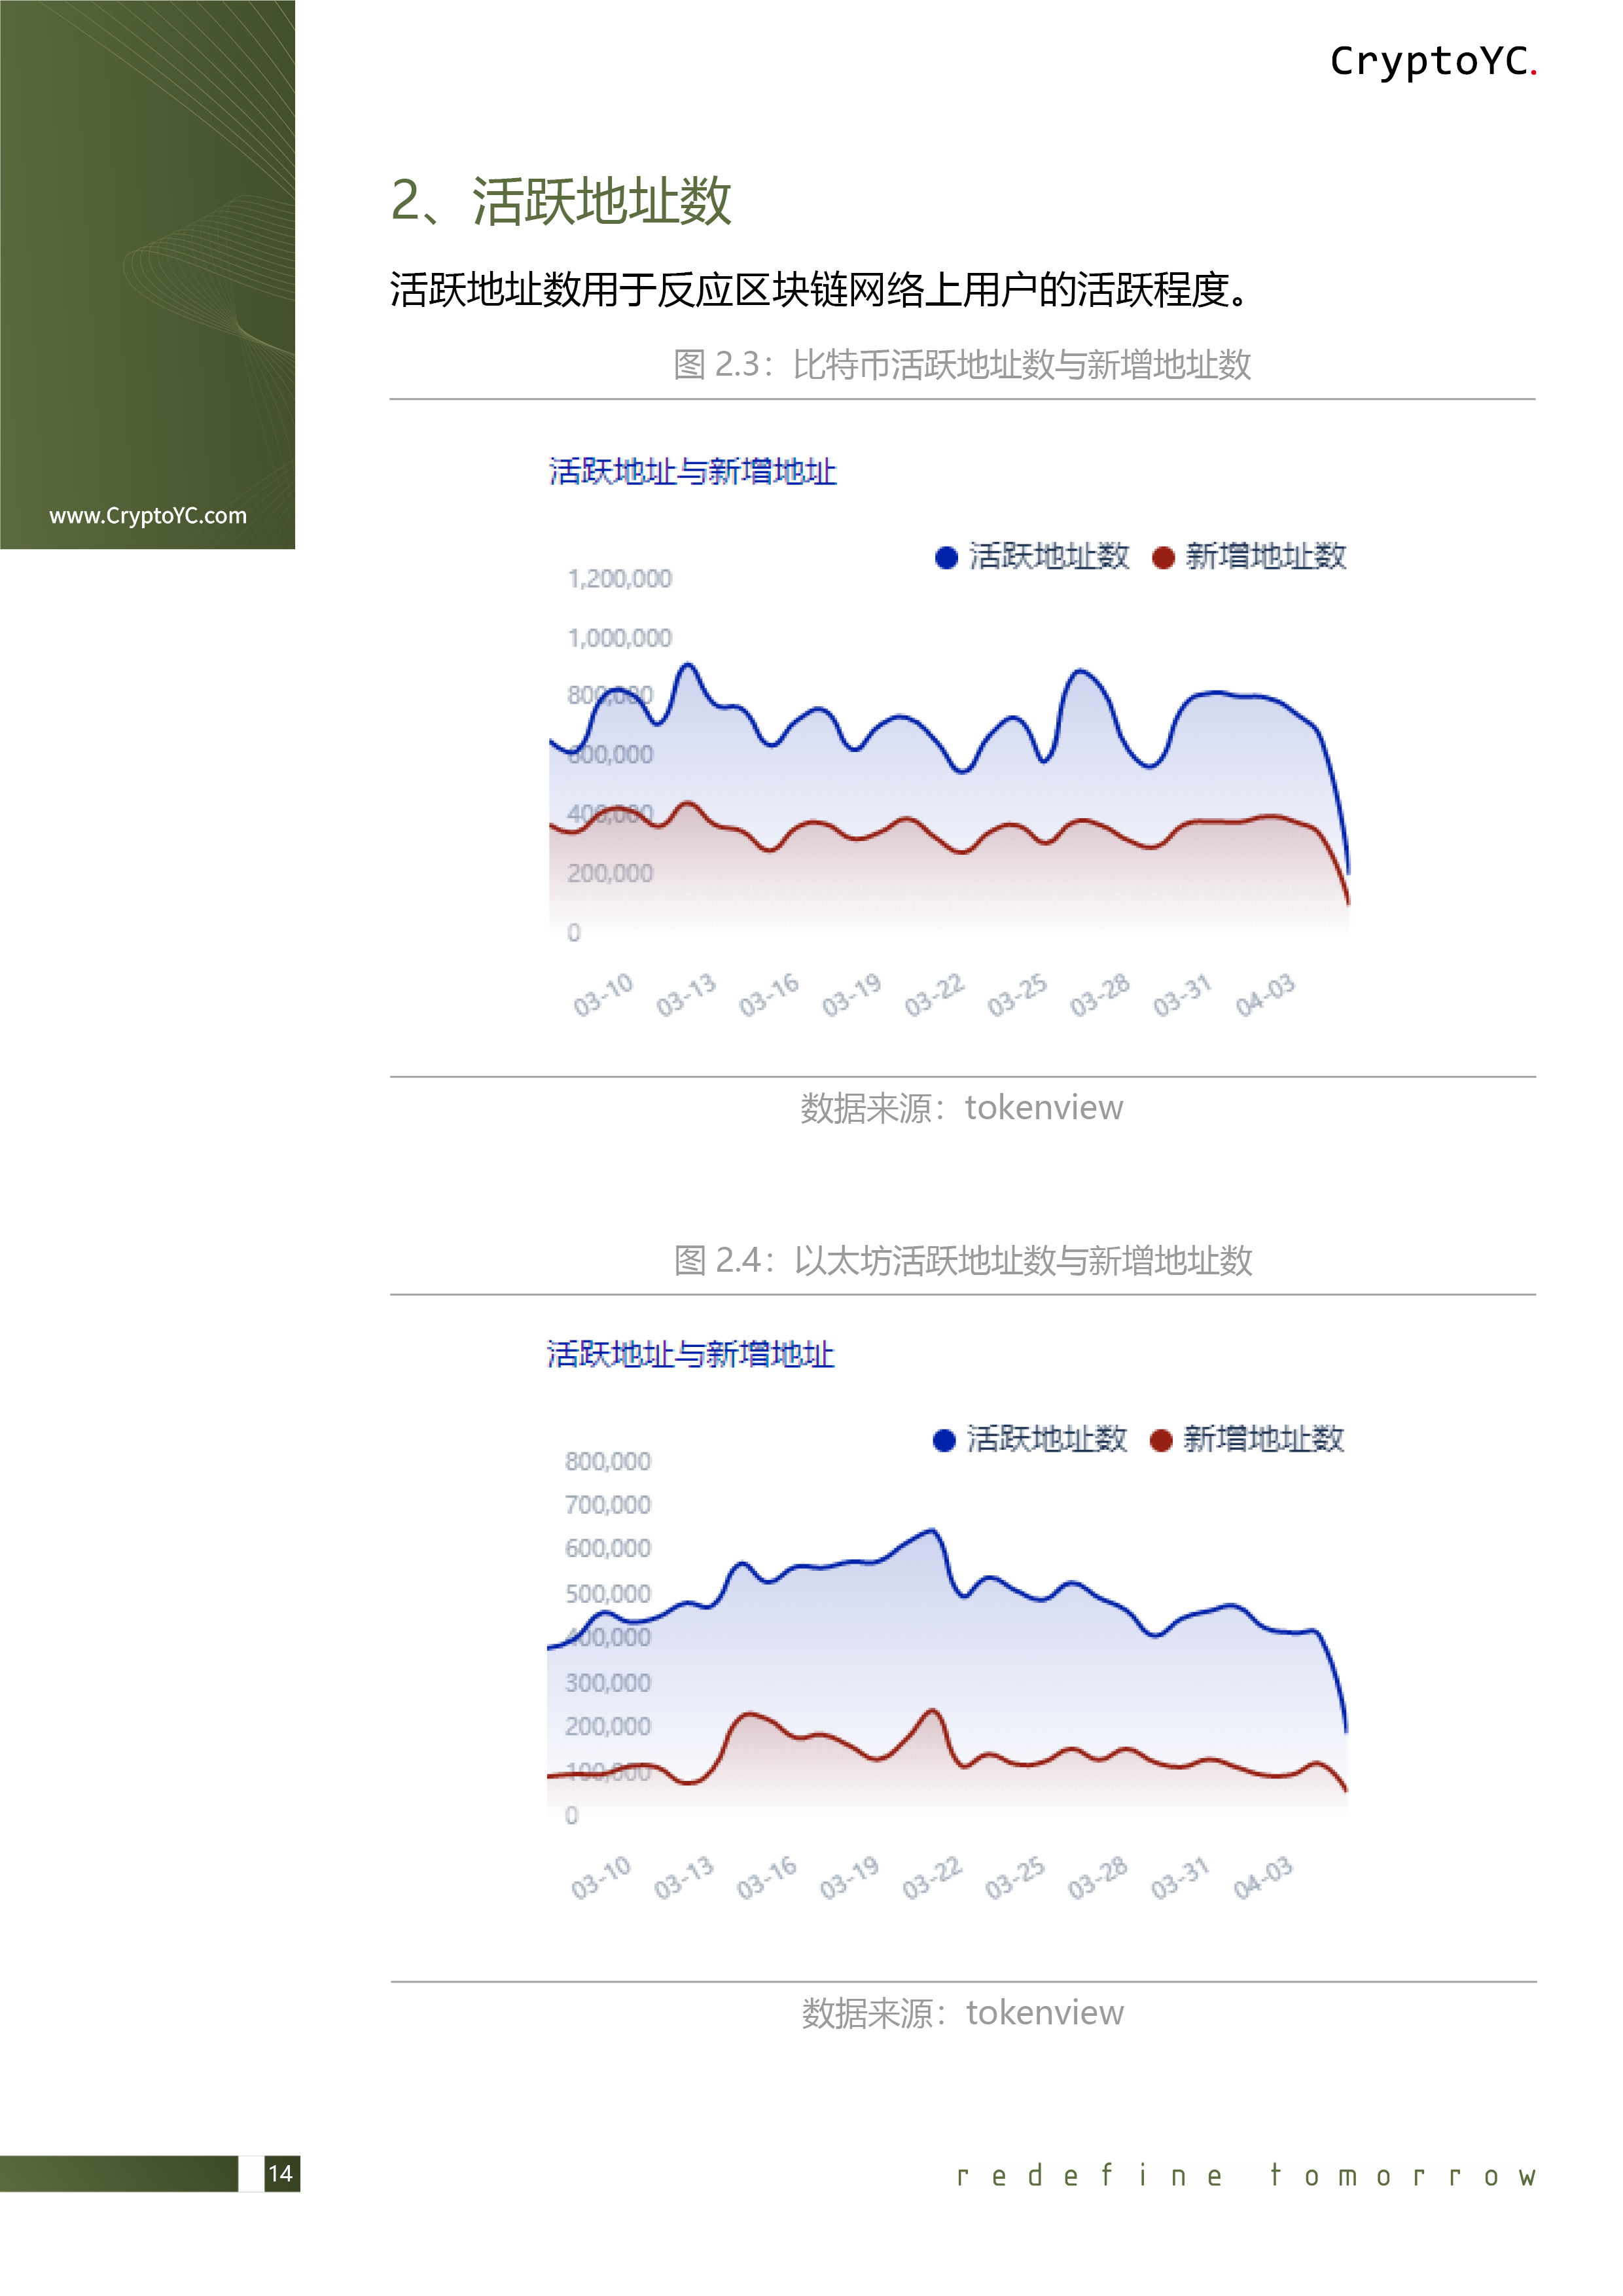 CryptoYC.
www.CryptoYC.com
2、活跃地址数
活跃地址数用于反应区块链网络上用户的活跃程度。
图 2.3：比特币活跃地址数与新增地址数
活跃地址与新增地址
活跃地址数 新增地址数
1,200,000
1,000,000
800,000
600,000
400,000
200,000
0
03-10 03-13 03-16 03-19 03-22 03-25 03-28 03-31 04-03
数据来源：tokenview
图 2.4：以太坊活跃地址数与新增地址数
活跃地址与新增地址
活跃地址数 新增地址数
800,000
700,000
600,000
500,000
400,000
300,000
200,000
100,000
0
03-10 03-13 03-16 03-19 03-22 03-25 03-28 03-31 04-03
数据来源：tokenview
14
redefine tomorrow